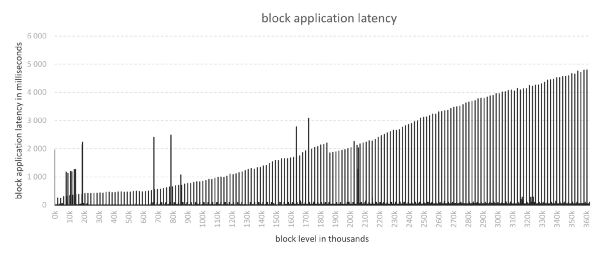 block application latency
block application latency in milliseconds
6 000
5 000
4 000
3 000
2 000
1 000
0
0k 10k 20k 30k 40k 50k 60k 70k 80k 90k 100k 110k 120k 130k 140k 150k 160k 170k 180k 190k 200k 210k 220k 230k 240k 250k 260k 270k 280k 290k 300k 310k 320k 330k 340k 350k 360k
block level in thousands